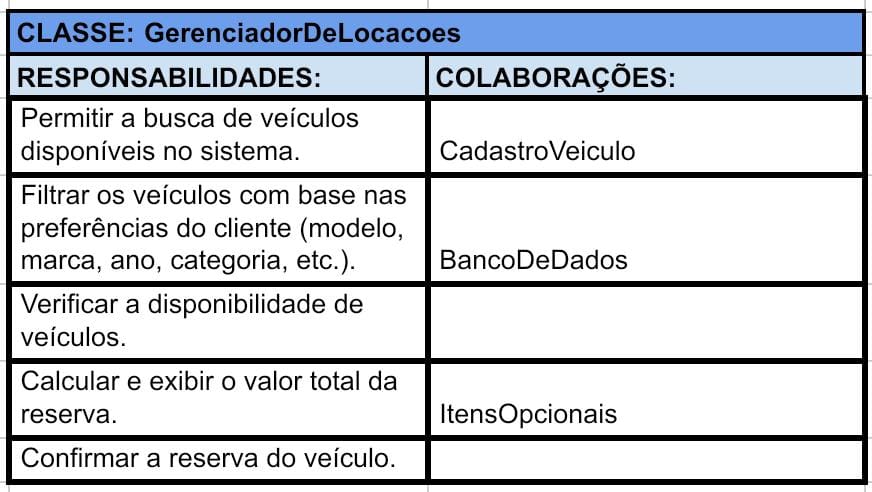 CLASSE: GerenciadorDeLocacoes
RESPONSABILIDADES:
COLABORAÇÕES:
Permitir a busca de veículos
disponíveis no sistema.
CadastroVeiculo
Filtrar os veículos com base nas
preferências do cliente (modelo,
marca, ano, categoria, etc.).
BancoDeDados
Verificar a disponibilidade de
veículos.
Calcular e exibir o valor total da
reserva.
ItensOpcionais
Confirmar a reserva do veículo.